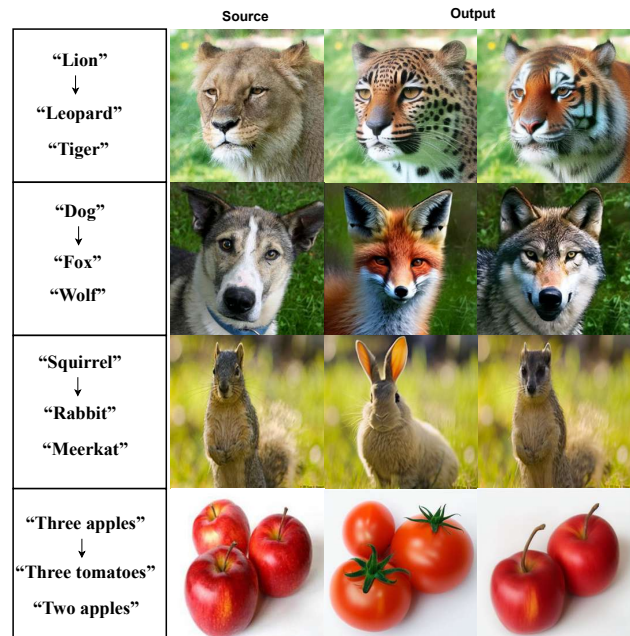 Source
Output
“Lion”
“Leopard”
“Tiger”
“Dog”
“Fox”
“Wolf”
“Squirrel”
“Rabbit”
“Meerkat”
“Three apples”
“Three tomatoes”
“Two apples”